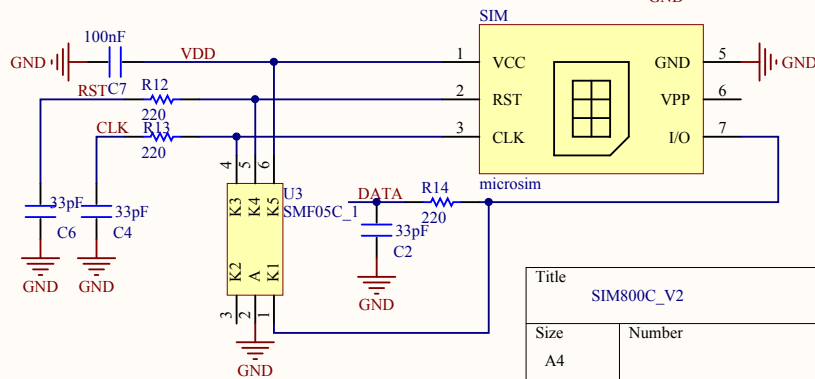 GND
SIM
100nF
VDD
1
VCC
GND
5
GND
GND
C7
RST
R12
2
RST
VPP
6
220
CLK
R13
3
CLK
I/O
7
220
4
5
6
microsim
K3
K4
K5
U3
SMF05C_1
DATA
R14
220
33pF
33pF
33pF
C6
C4
C2
K2
A
K1
GND
GND
GND
3
2
1
GND
Title
SIM800C_V2
Size
Number
A4